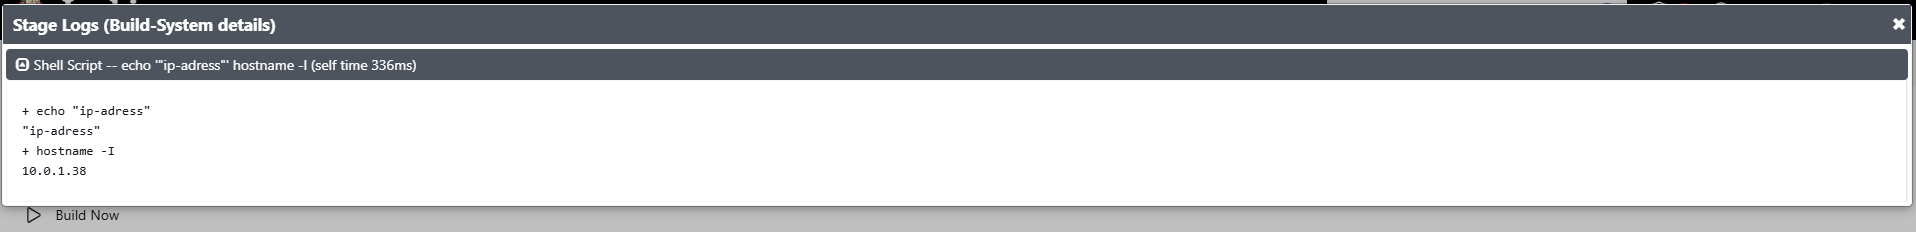 Stage Logs (Build-System details)
Shell Script -- echo '"ip-adress"' hostname -I (self time 336ms)
+ echo "ip-adress"
"ip-adress"
+ hostname -I
10.0.1.38
Build Now